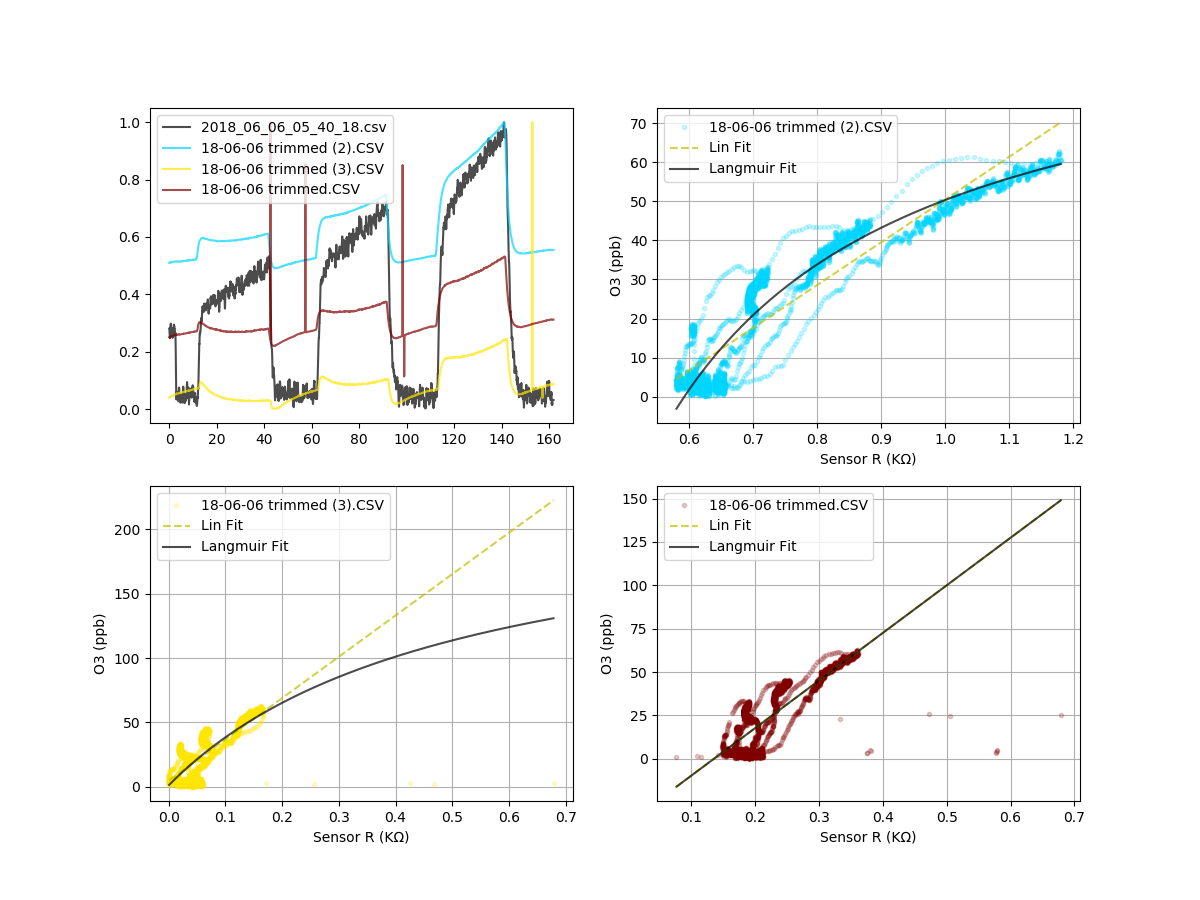 1.0
0.8
0.6
0.4
0.2
0.0
0 20 40 60 80 100 120 140 160
2018_06_06_05_40_18.csv
18-06-06 trimmed (2).CSV
18-06-06 trimmed (3).CSV
18-06-06 trimmed.CSV
70
60
50
40
30
20
10
0
O3 (ppb)
18-06-06 trimmed (2).CSV
Lin Fit
Langmuir Fit
0.6 0.7 0.8 0.9 1.0 1.1 1.2
Sensor R (KΩ)
200
150
100
50
0
O3 (ppb)
18-06-06 trimmed (3).CSV
Lin Fit
Langmuir Fit
0.0 0.1 0.2 0.3 0.4 0.5 0.6 0.7
Sensor R (KΩ)
150
125
100
75
50
25
0
O3 (ppb)
18-06-06 trimmed.CSV
Lin Fit
Langmuir Fit
0.1 0.2 0.3 0.4 0.5 0.6 0.7
Sensor R (KΩ)